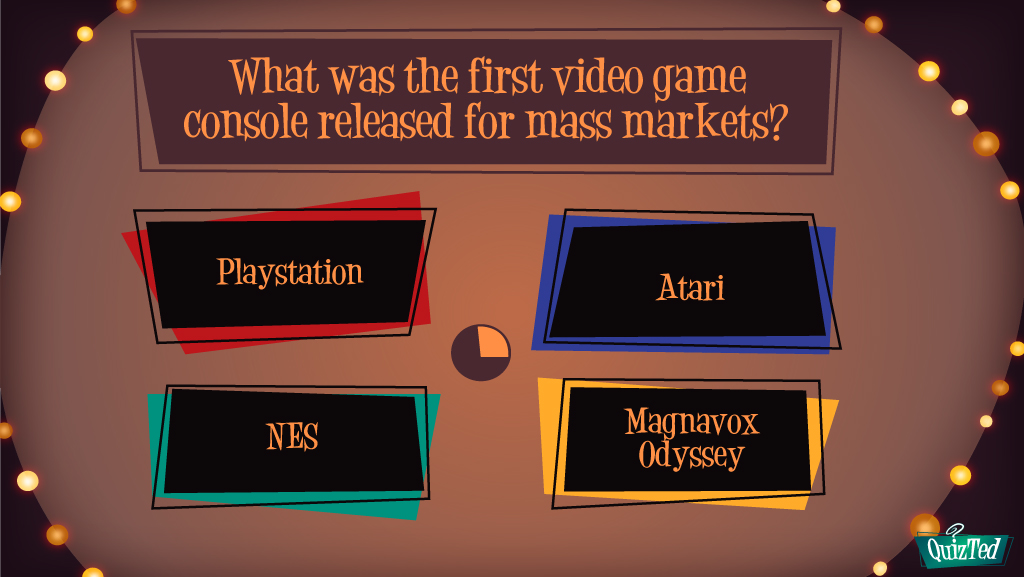 What was the first video game
console released for mass markets?
Playstation
Atari
NES
Magnavox
Odyssey
QuizTed